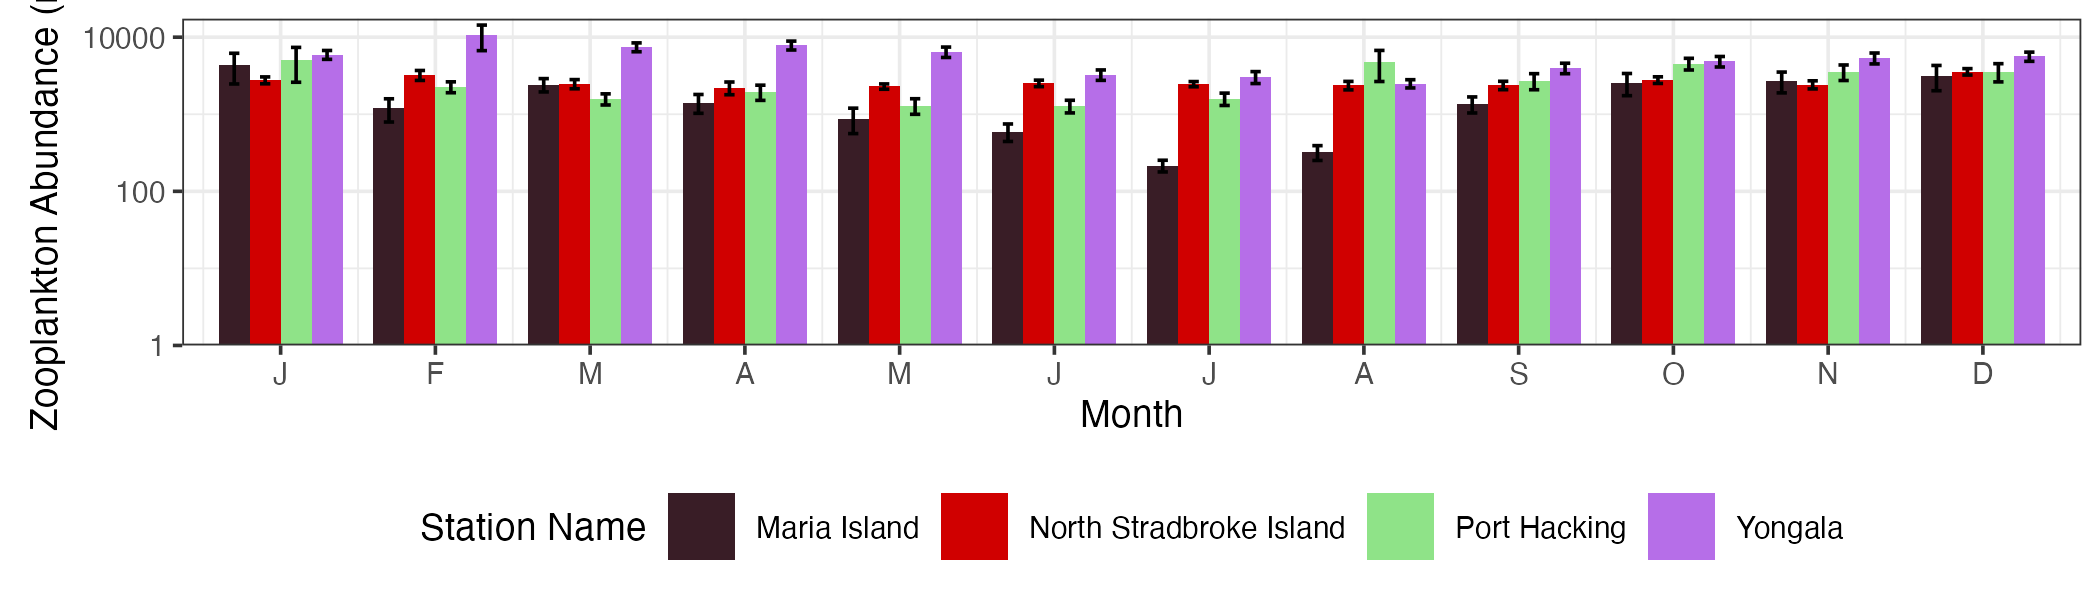 Zooplankton Abundance (
10000
100
1
J F M A M J J A S O N D
Month
Station Name Maria Island North Stradbroke Island Port Hacking Yongala